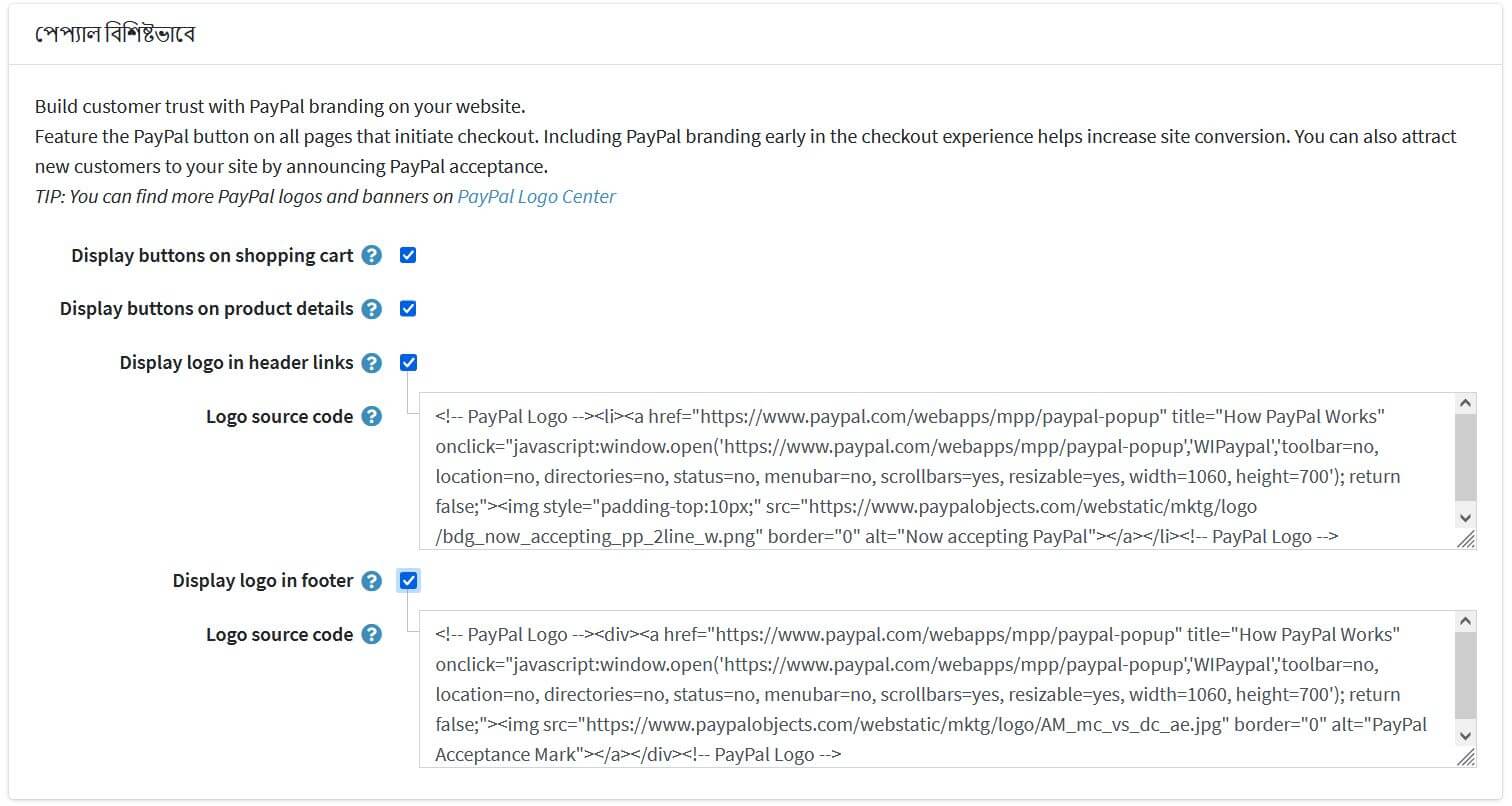 পেপ্যাল বিশিষ্টভাবে
Build customer trust with PayPal branding on your website.
Feature the PayPal button on all pages that initiate checkout. Including PayPal branding early in the checkout experience helps increase site conversion. You can also attract
new customers to your site by announcing PayPal acceptance.
TIP: You can find more PayPal logos and banners on PayPal Logo Center
Display buttons on shopping cart ?
Display buttons on product details ?
Display logo in header links ?
Logo source code ?
<!-- PayPal Logo --><li><a href="https://www.paypal.com/webapps/mpp/paypal-popup" title="How PayPal Works"
onclick="javascript:window.open('https://www.paypal.com/webapps/mpp/paypal-popup','WIPaypal','toolbar=no,
location=no, directories=no, status=no, menubar=no, scrollbars=yes, resizable=yes, width=1060, height=700'); return
false;"><img style="padding-top:10px;" src="https://www.paypalobjects.com/webstatic/mktg/logo
/bdg_now_accepting_pp_2line_w.png" border="0" alt="Now accepting PayPal"></a></li><!-- PayPal Logo -->
Display logo in footer ?
Logo source code ?
<!-- PayPal Logo --><div><a href="https://www.paypal.com/webapps/mpp/paypal-popup" title="How PayPal Works"
onclick="javascript:window.open('https://www.paypal.com/webapps/mpp/paypal-popup','WIPaypal','toolbar=no,
location=no, directories=no, status=no, menubar=no, scrollbars=yes, resizable=yes, width=1060, height=700'); return
false;"><img src="https://www.paypalobjects.com/webstatic/mktg/logo/AM_mc_vs_dc_ae.jpg" border="0" alt="PayPal
Acceptance Mark"></a></div><!-- PayPal Logo -->